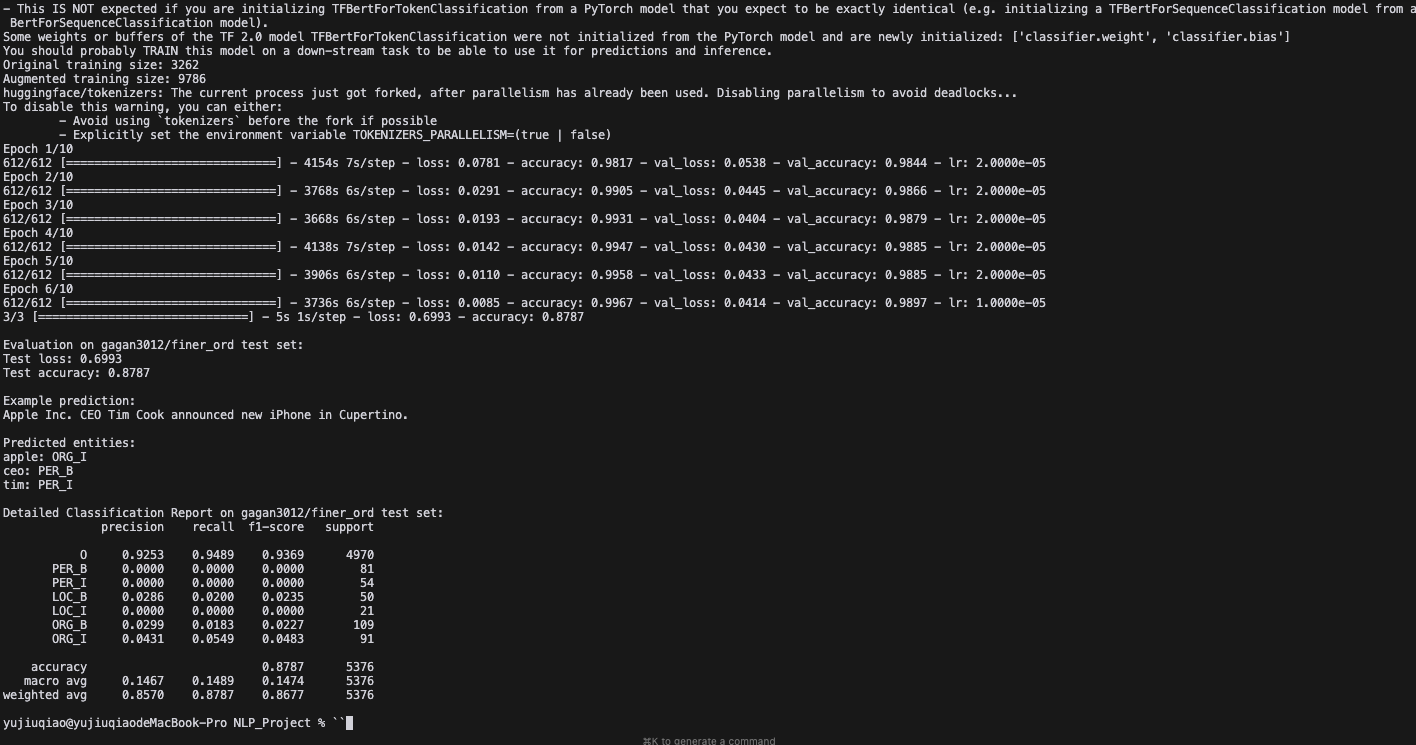 - This IS NOT expected if you are initializing TFBertForTokenClassification from a PyTorch model that you expect to be exactly identical (e.g. initializing a TFBertForSequenceClassification model from a
BertForSequenceClassification model).
Some weights or buffers of the TF 2.0 model TFBertForTokenClassification were not initialized from the PyTorch model and are newly initialized: ['classifier.weight', 'classifier.bias']
You should probably TRAIN this model on a down-stream task to be able to use it for predictions and inference.
Original training size: 3262
Augmented training size: 9786
huggingface/tokenizers: The current process just got forked, after parallelism has already been used. Disabling parallelism to avoid deadlocks...
To disable this warning, you can either:
- Avoid using `tokenizers` before the fork if possible
- Explicitly set the environment variable TOKENIZERS_PARALLELISM=(true | false)
Epoch 1/10
612/612 [==============================] - 4154s 7s/step - loss: 0.0781 - accuracy: 0.9817 - val_loss: 0.0538 - val_accuracy: 0.9844 - lr: 2.0000e-05
Epoch 2/10
612/612 [==============================] - 3768s 6s/step - loss: 0.0291 - accuracy: 0.9905 - val_loss: 0.0445 - val_accuracy: 0.9866 - lr: 2.0000e-05
Epoch 3/10
612/612 [==============================] - 3668s 6s/step - loss: 0.0193 - accuracy: 0.9931 - val_loss: 0.0404 - val_accuracy: 0.9879 - lr: 2.0000e-05
Epoch 4/10
612/612 [==============================] - 4138s 7s/step - loss: 0.0142 - accuracy: 0.9947 - val_loss: 0.0430 - val_accuracy: 0.9885 - lr: 2.0000e-05
Epoch 5/10
612/612 [==============================] - 3906s 6s/step - loss: 0.0110 - accuracy: 0.9958 - val_loss: 0.0433 - val_accuracy: 0.9885 - lr: 2.0000e-05
Epoch 6/10
612/612 [==============================] - 3736s 6s/step - loss: 0.0085 - accuracy: 0.9967 - val_loss: 0.0414 - val_accuracy: 0.9897 - lr: 1.0000e-05
3/3 [==============================] - 5s 1s/step - loss: 0.6993 - accuracy: 0.8787
Evaluation on gagan3012/finer_ord test set:
Test loss: 0.6993
Test accuracy: 0.8787
Example prediction:
Apple Inc. CEO Tim Cook announced new iPhone in Cupertino.
Predicted entities:
apple: ORG_I
ceo: PER_B
tim: PER_I
Detailed Classification Report on gagan3012/finer_ord test set:
precision recall f1-score support
O 0.9253 0.9489 0.9369 4970
PER_B 0.0000 0.0000 0.0000 81
PER_I 0.0000 0.0000 0.0000 54
LOC_B 0.0286 0.0200 0.0235 50
LOC_I 0.0000 0.0000 0.0000 21
ORG_B 0.0299 0.0183 0.0227 109
ORG_I 0.0431 0.0549 0.0483 91
accuracy 0.8787 5376
macro avg 0.1467 0.1489 0.1474 5376
weighted avg 0.8570 0.8787 0.8677 5376
yujiuqiao@yujiuqiaodeMacBook-Pro NLP_Project % ``
⌘K to generate a command